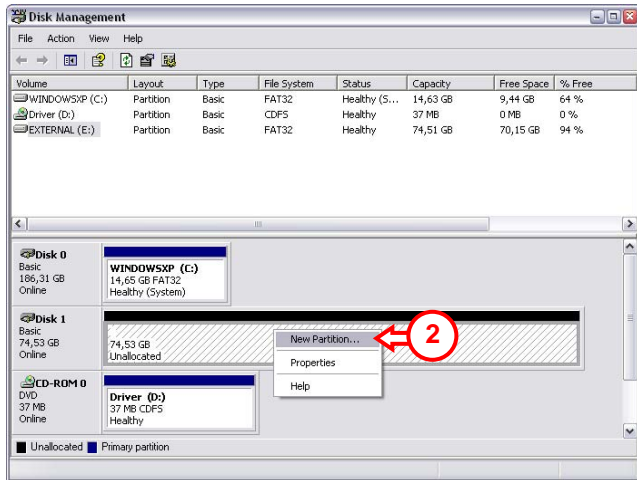 Disk Management
File Action View Help
Volume Layout Type File System Status Capacity Free Space % Free
WINDOWSXP (C:) Partition Basic FAT32 Healthy (S... 14,63 GB 9,44 GB 64 %
Driver (D:) Partition Basic CDFS Healthy 37 MB 0 MB 0 %
EXTERNAL (E:) Partition Basic FAT32 Healthy 74,51 GB 70,15 GB 94 %
Disk 0
Basic
186,31 GB
Online
WINDOWSXP (C:)
14,65 GB FAT32
Healthy (System)
Disk 1
Basic
74,53 GB
Online
74,53 GB
Unallocated
New Partition...
Properties
Help
2
CD-ROM 0
DVD
37 MB
Online
Driver (D:)
37 MB CDFS
Healthy
Unallocated Primary partition